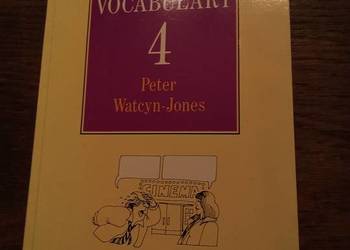 VOCABULARY
4
Peter
Watcyn-Jones
CINEMA